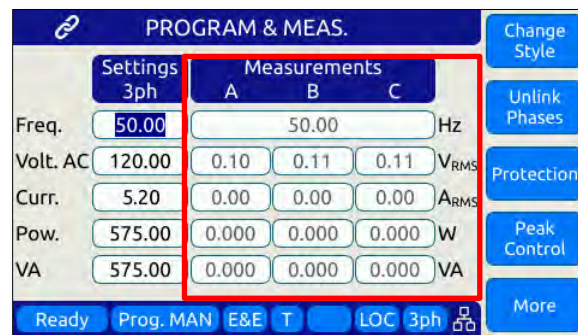 PROGRAM & MEAS.
Change
Style
Settings
3ph
Measurements
A B C
Unlink
Phases
Freq. 50.00 50.00 Hz
Volt. AC 120.00 0.10 0.11 0.11 VRMS
Protection
Curr. 5.20 0.00 0.00 0.00 ARMS
Pow. 575.00 0.000 0.000 0.000 W
Peak
Control
VA 575.00 0.000 0.000 0.000 VA
More
Ready Prog. MAN E&E T LOC 3ph